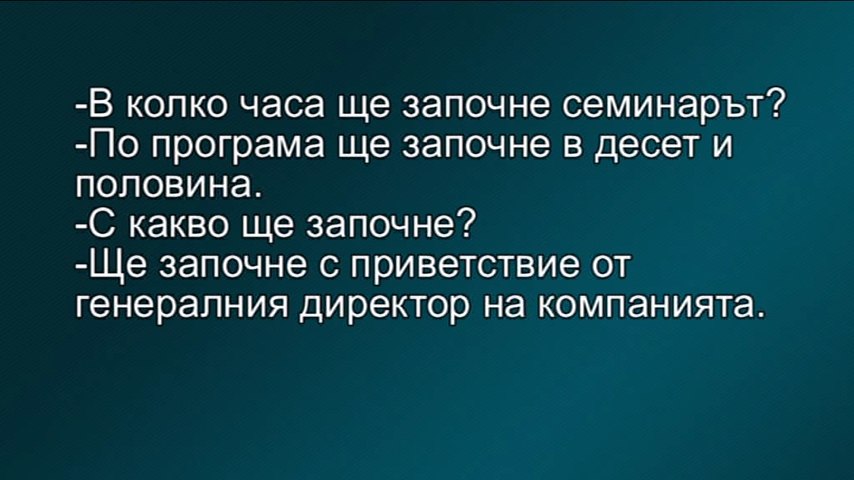 -В колко часа ще започне семинарът?
-По програма ще започне в десет и
половина.
-С какво ще започне?
-Ще започне с приветствие от
генералния директор на компанията.